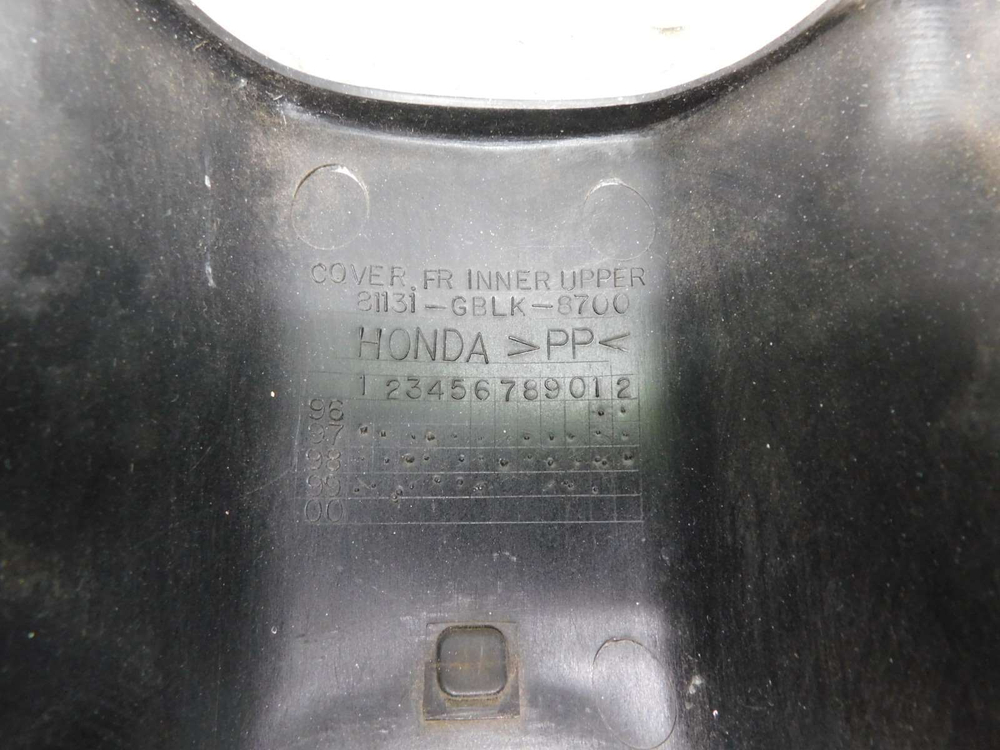 COVER, FR INNER UPPER
81131-GBLK-8700
HONDA >PP<
1 2 3 4 5 6 7 8 9 0 1 2
96
97
98
99
00